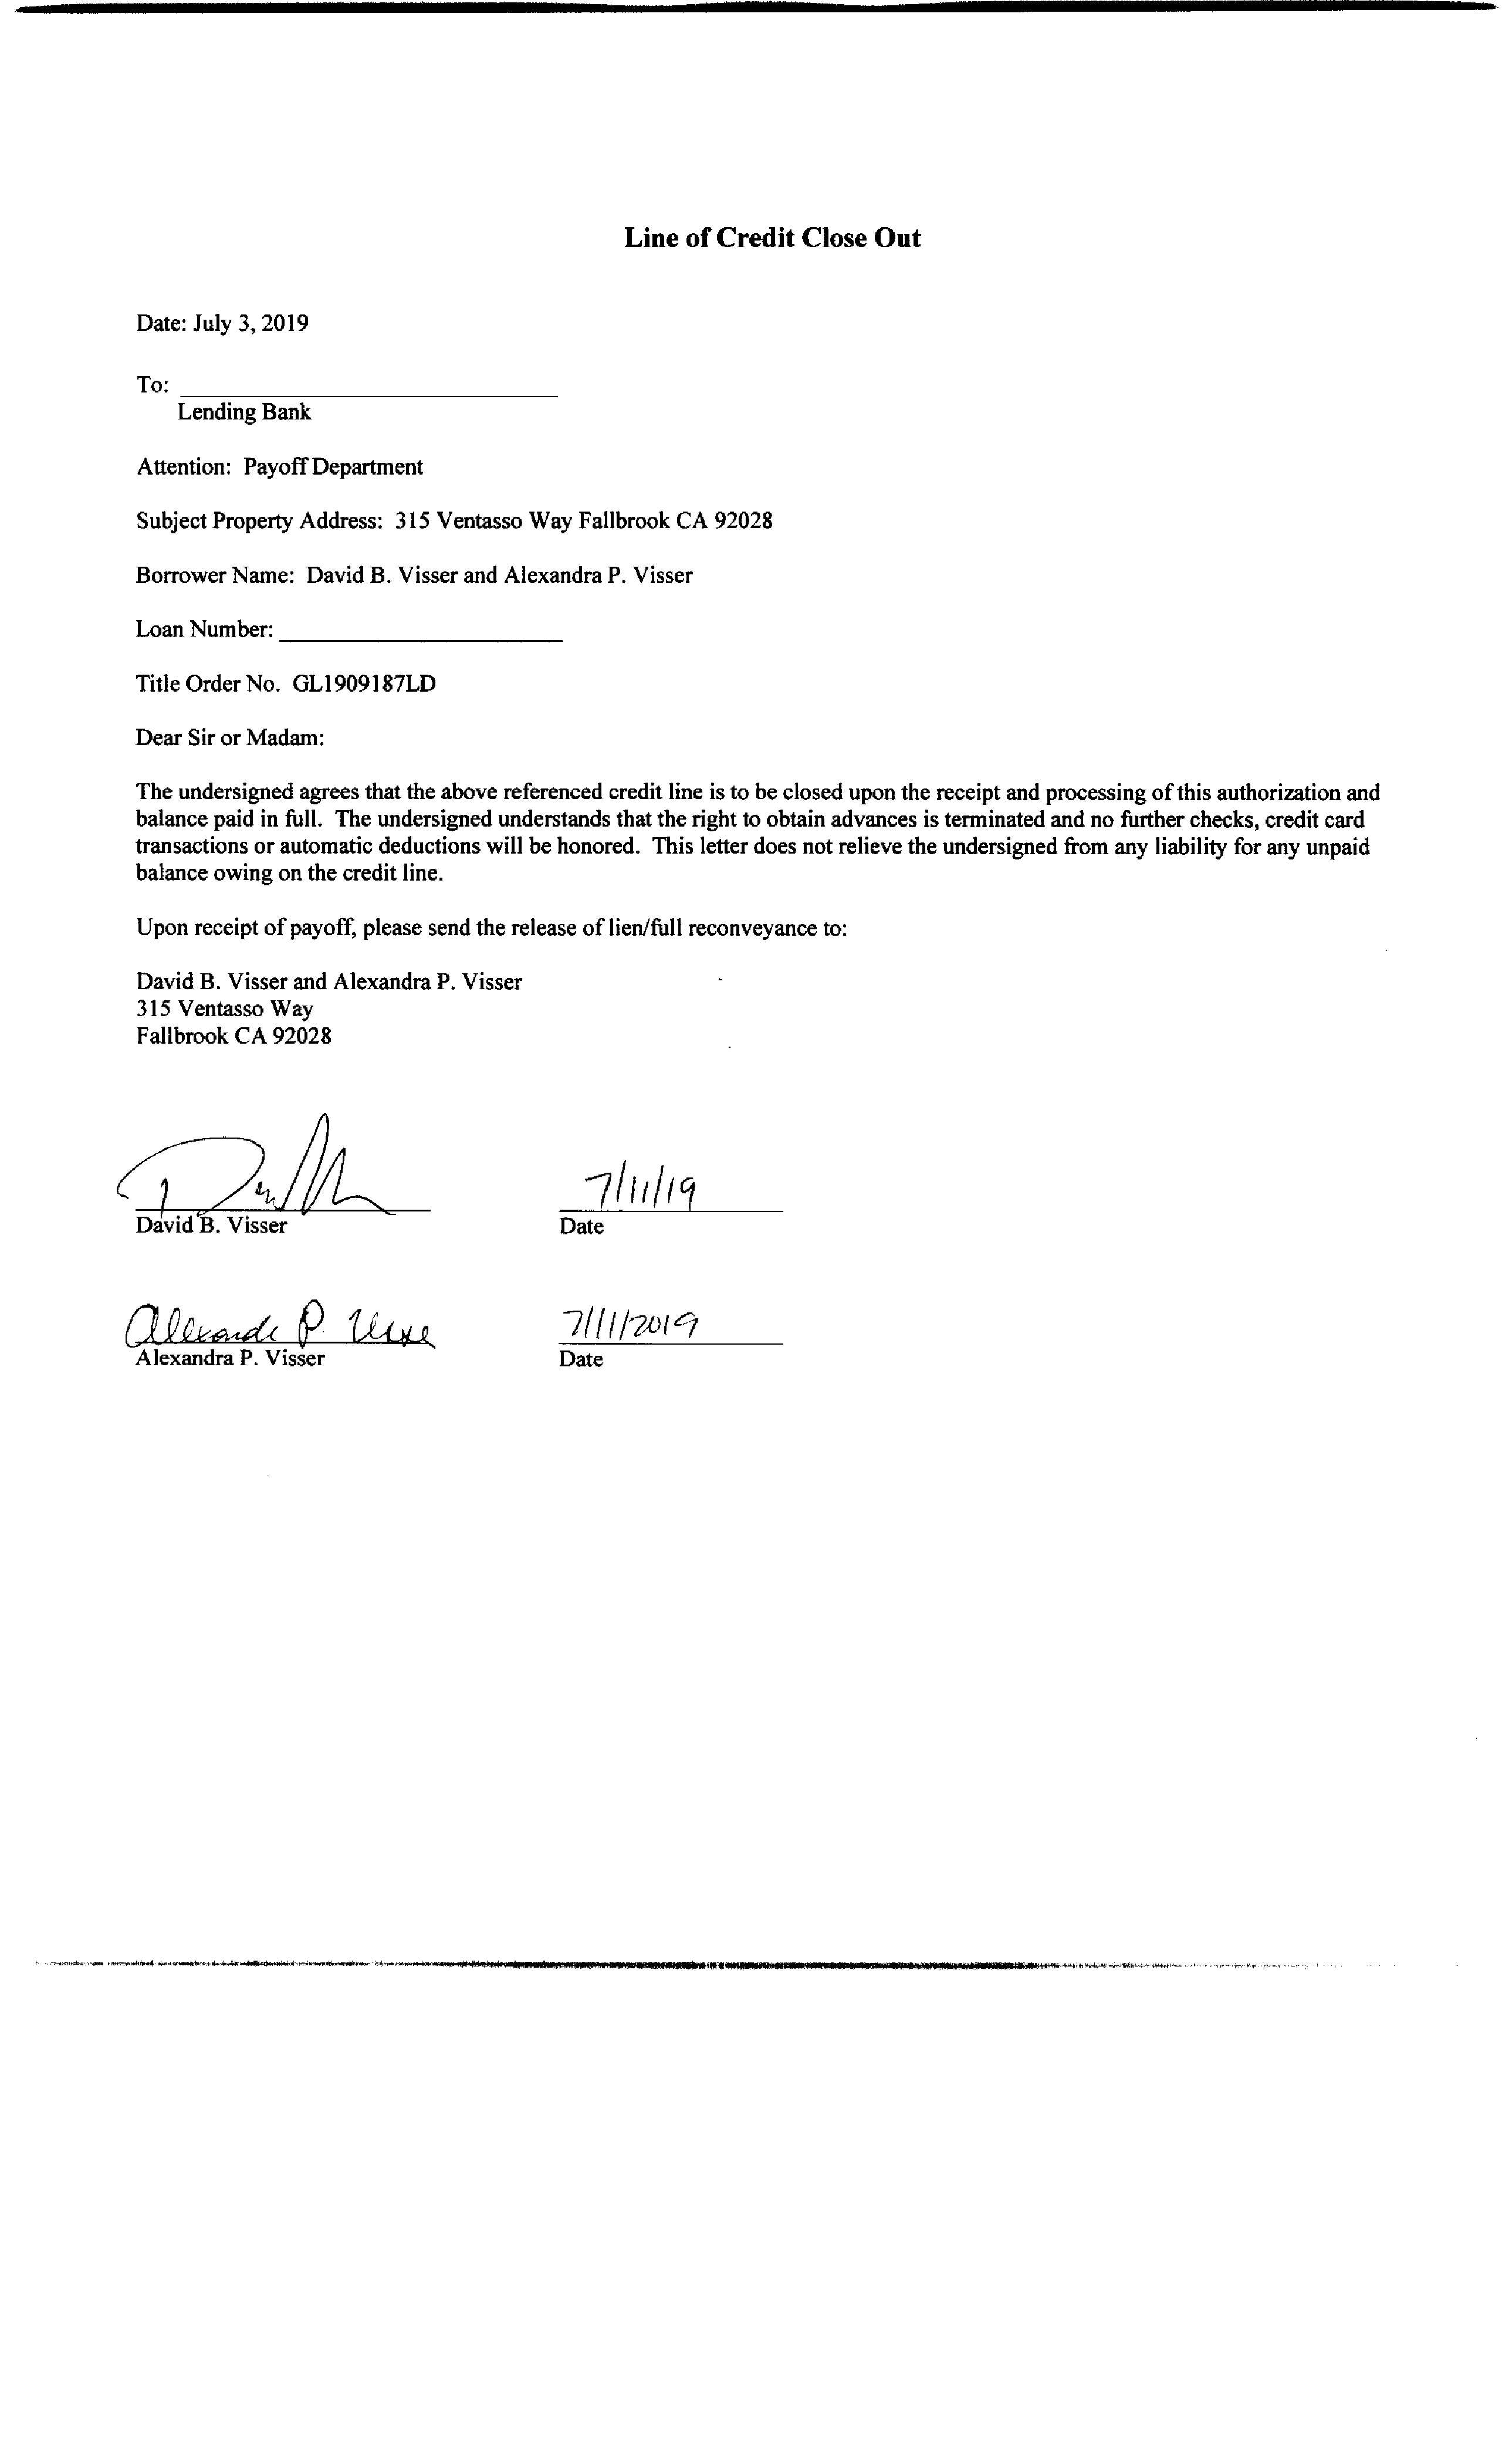 Line of Credit Close Out
Date: July 3, 2019
To:
Lending Bank
Attention: Payoff Department
Subject Property Address: 315 Ventasso Way Fallbrook CA 92028
Borrower Name: David B. Visser and Alexandra P. Visser
Loan Number:
Title Order No. GL1909187LD
Dear Sir or Madam:
The undersigned agrees that the above referenced credit line is to be closed upon the receipt and processing of this authorization and
balance paid in full. The undersigned understands that the right to obtain advances is terminated and no further checks, credit card
transactions or automatic deductions will be honored. This letter does not relieve the undersigned from any liability for any unpaid
balance owing on the credit line.
Upon receipt of payoff, please send the release of lien/full reconveyance to:
David B. Visser and Alexandra P. Visser
315 Ventasso Way
Fallbrook CA 92028
7/11/19
David B. Visser Date
P. 7/11/2019
Alexandra P. Visser Date